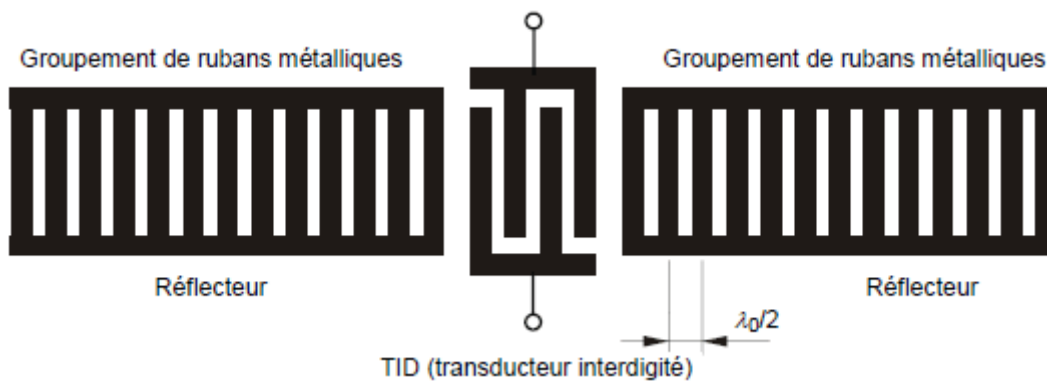 Groupement de rubans métalliques
Groupement de rubans métalliques
Réflecteur
Réflecteur
λ0/2
TID (transducteur interdigité)